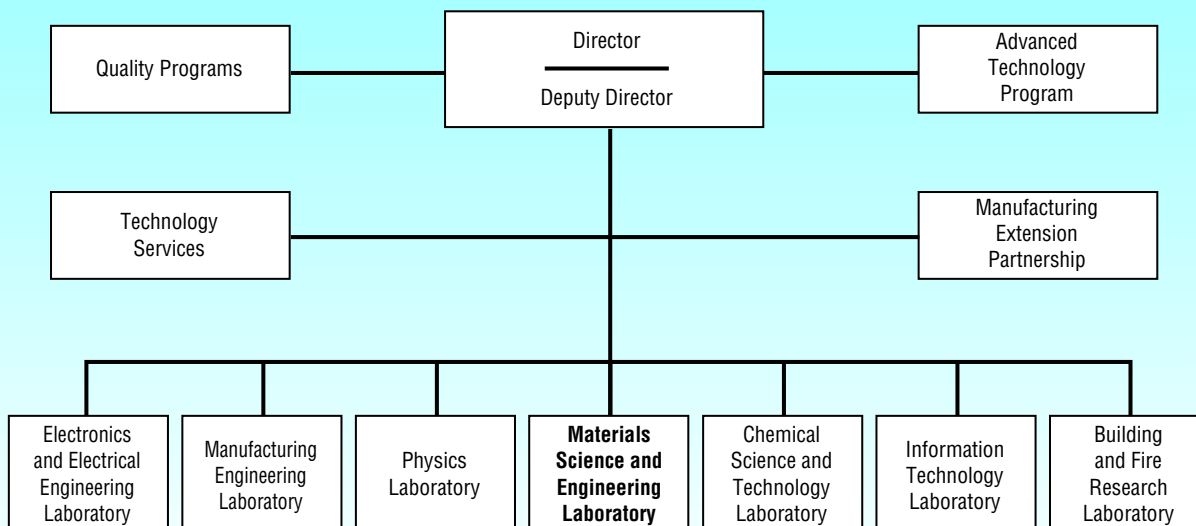 Quality Programs
Director
Deputy Director
Advanced
Technology
Program
Technology
Services
Manufacturing
Extension
Partnership
Electronics
and Electrical
Engineering
Laboratory
Manufacturing
Engineering
Laboratory
Physics
Laboratory
Materials
Science and
Engineering
Laboratory
Chemical
Science and
Technology
Laboratory
Information
Technology
Laboratory
Building
and Fire
Research
Laboratory